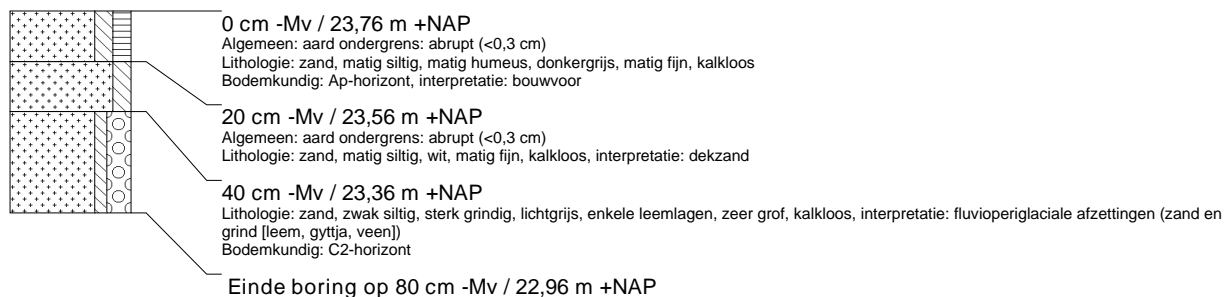 0 cm -Mv / 23,76 m +NAP
Algemeen: aard ondergrens: abrupt (<0,3 cm)
Lithologie: zand, matig siltig, matig humeus, donkergrijs, matig fijn, kalkloos
Bodemkundig: Ap-horizont, interpretatie: bouwvoor
20 cm -Mv / 23,56 m +NAP
Algemeen: aard ondergrens: abrupt (<0,3 cm)
Lithologie: zand, matig siltig, wit, matig fijn, kalkloos, interpretatie: dekzand
40 cm -Mv / 23,36 m +NAP
Lithologie: zand, zwak siltig, sterk grindig, lichtgrijs, enkele leemlagen, zeer grof, kalkloos, interpretatie: fluvioperiglaciale afzettingen (zand en
grind [leem, gyttja, veen])
Bodemkundig: C2-horizont
Einde boring op 80 cm -Mv / 22,96 m +NAP